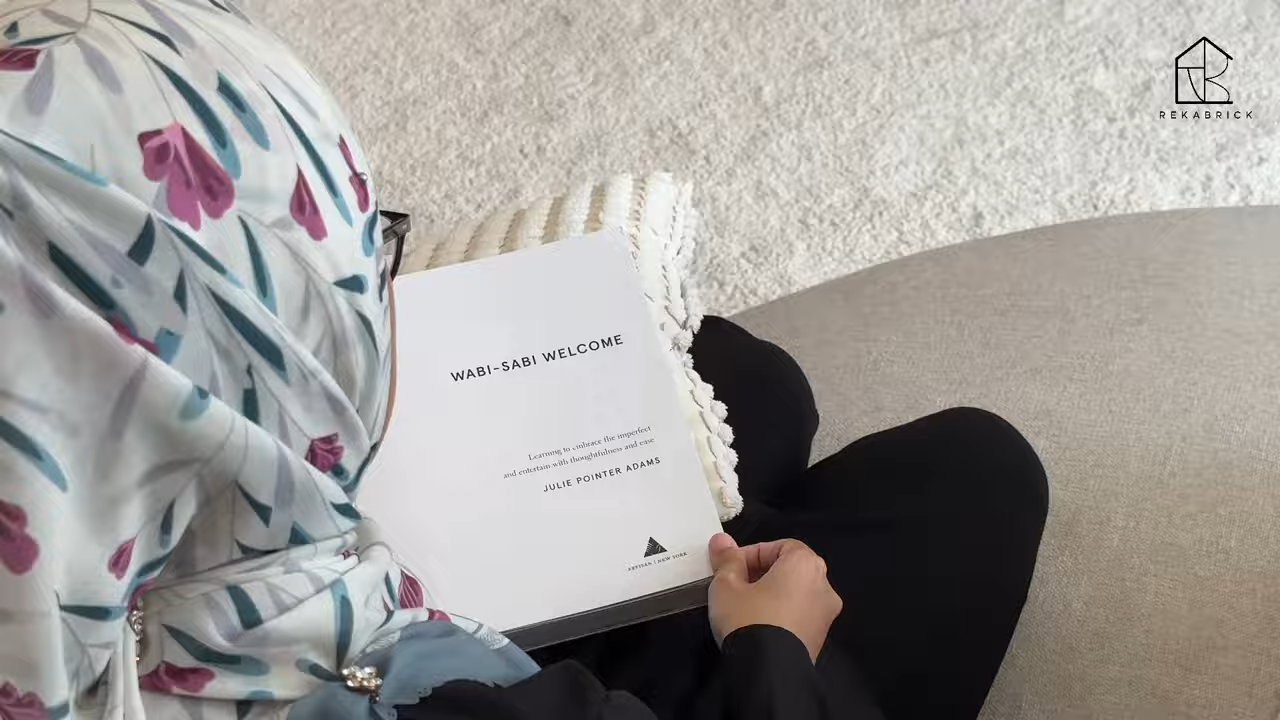 REKABRICK
WABI-SABI WELCOME
Learning to embrace the imperfect
and entertain with thoughtfulness and ease
JULIE POINTER ADAMS
ARTISAN | NEW YORK